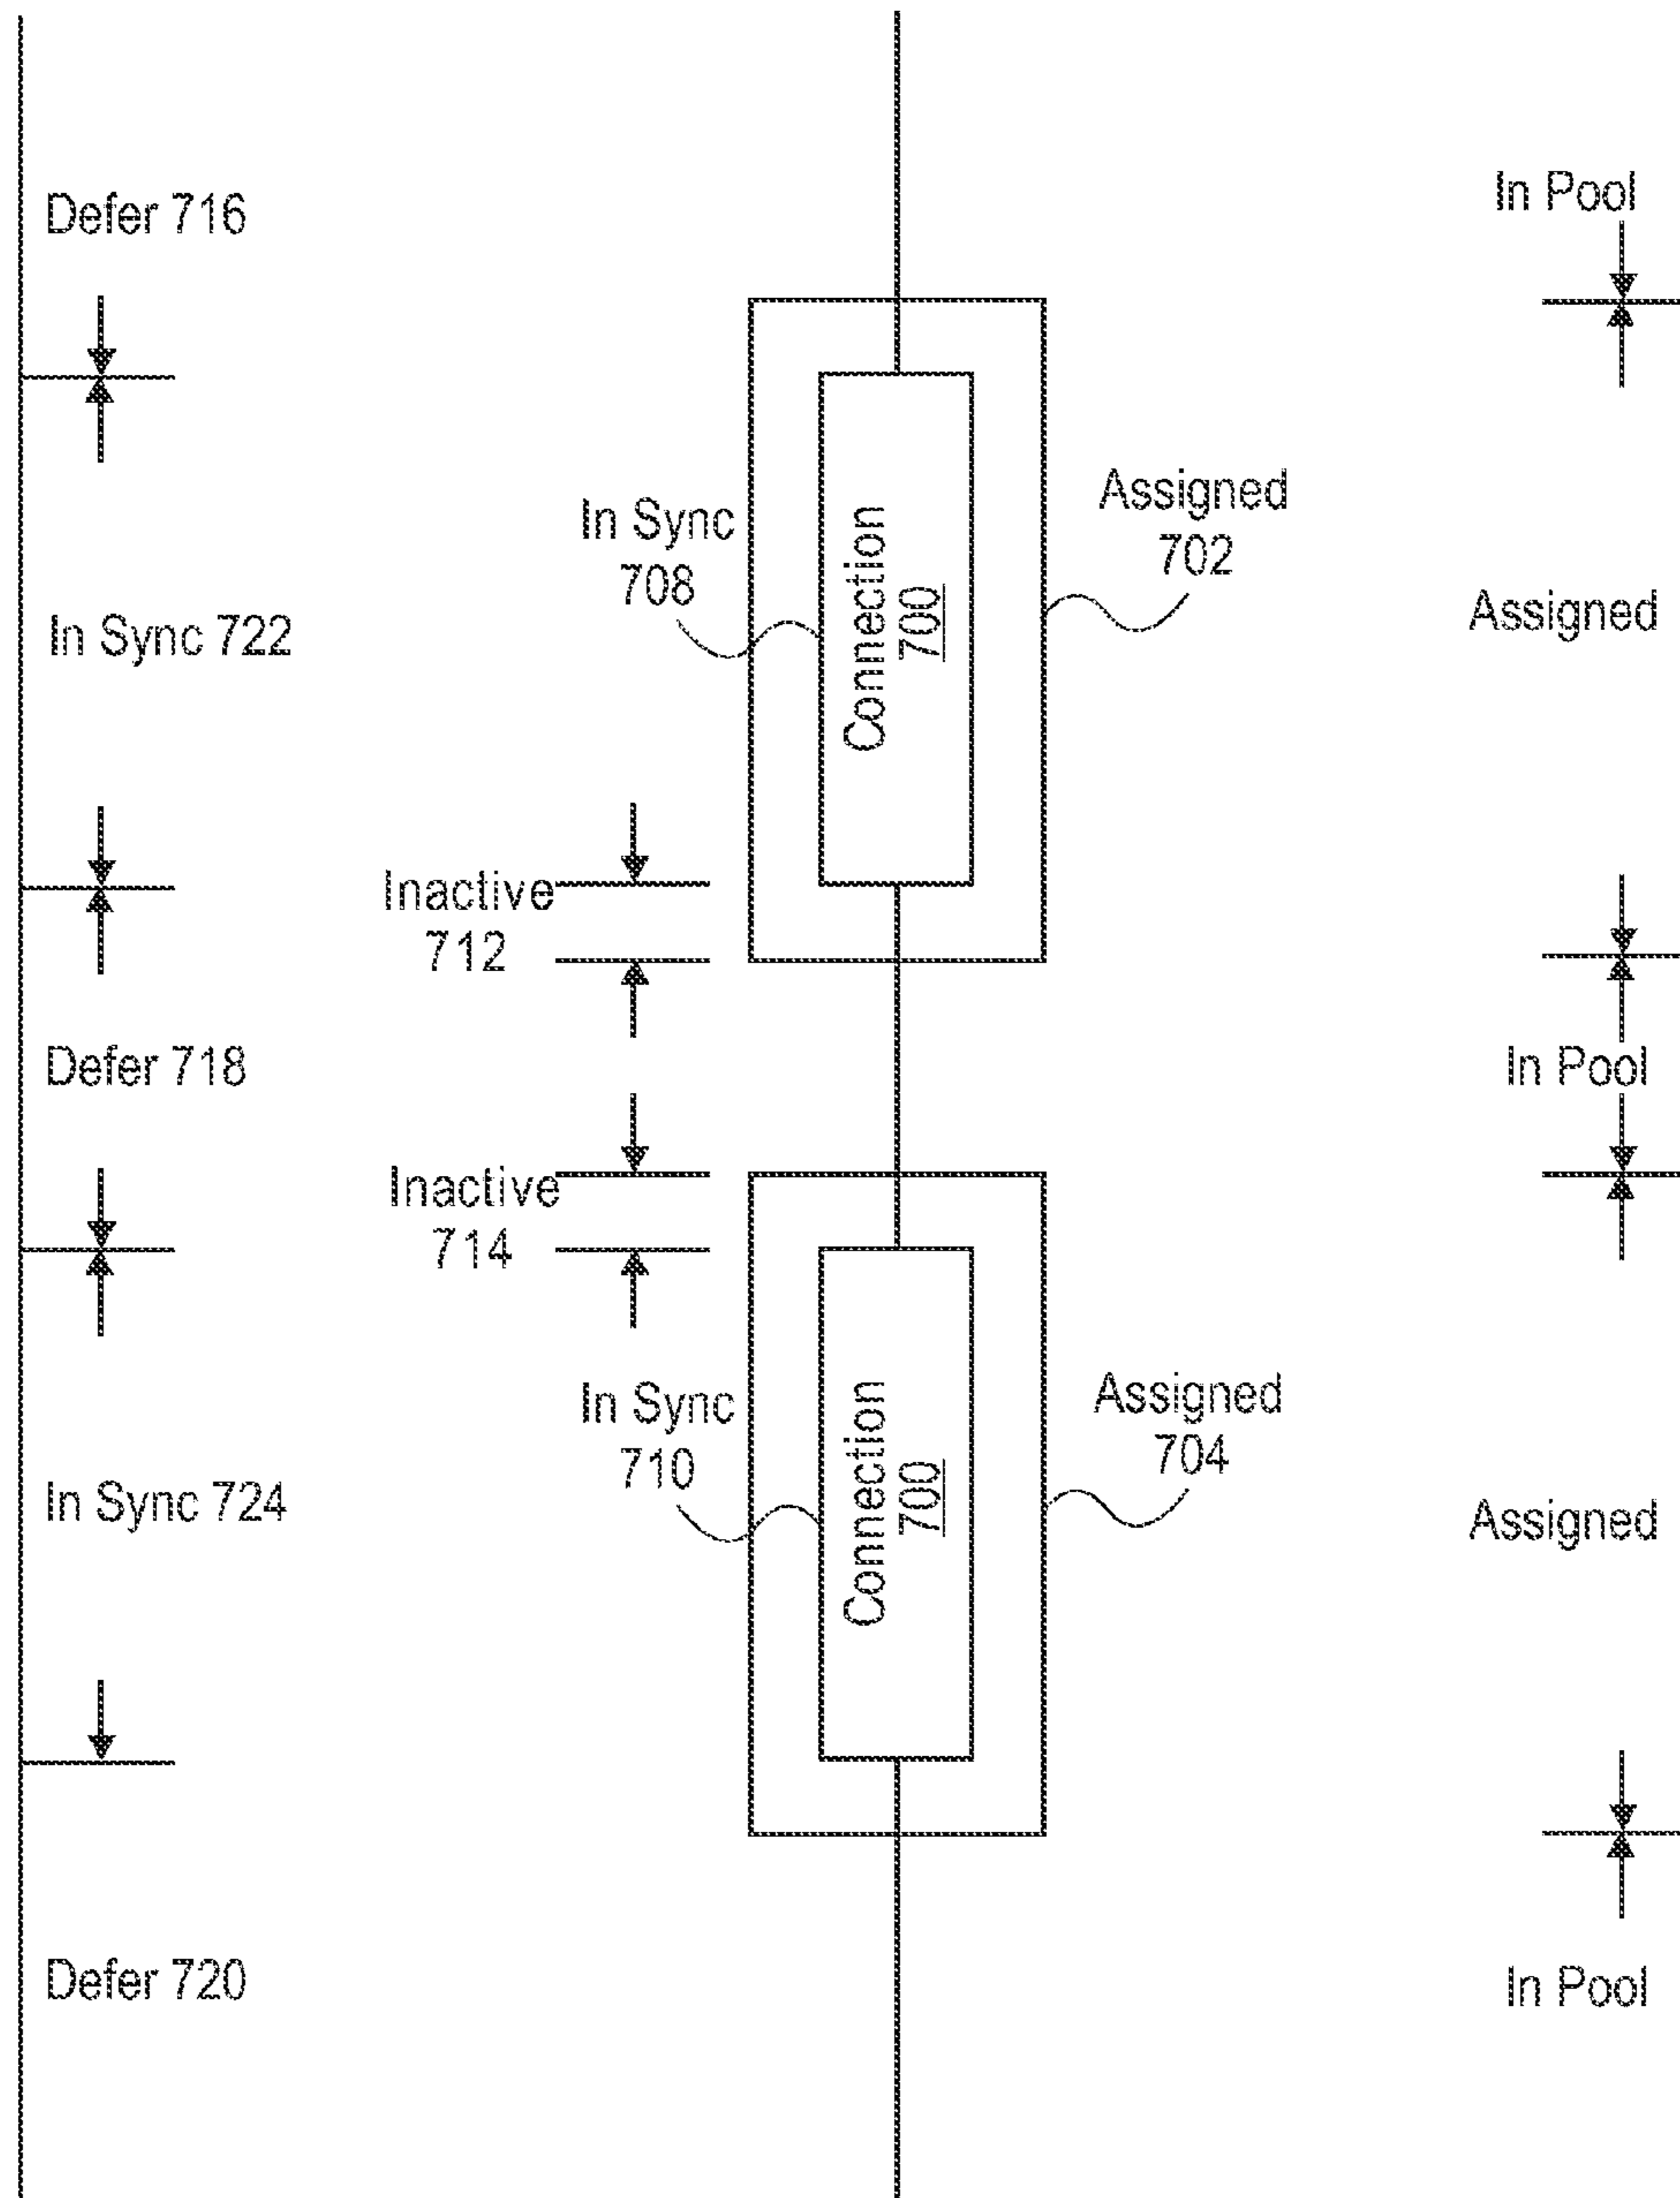 In Pool
Defer 716
Assigned
702
In Sync
708
Connection
700
Assigned
In Sync 722
Inactive
712
Defer 718
In Pool
Inactive
714
Assigned
704
In Sync
710
Connection
700
In Sync 724
Assigned
Defer 720
In Pool